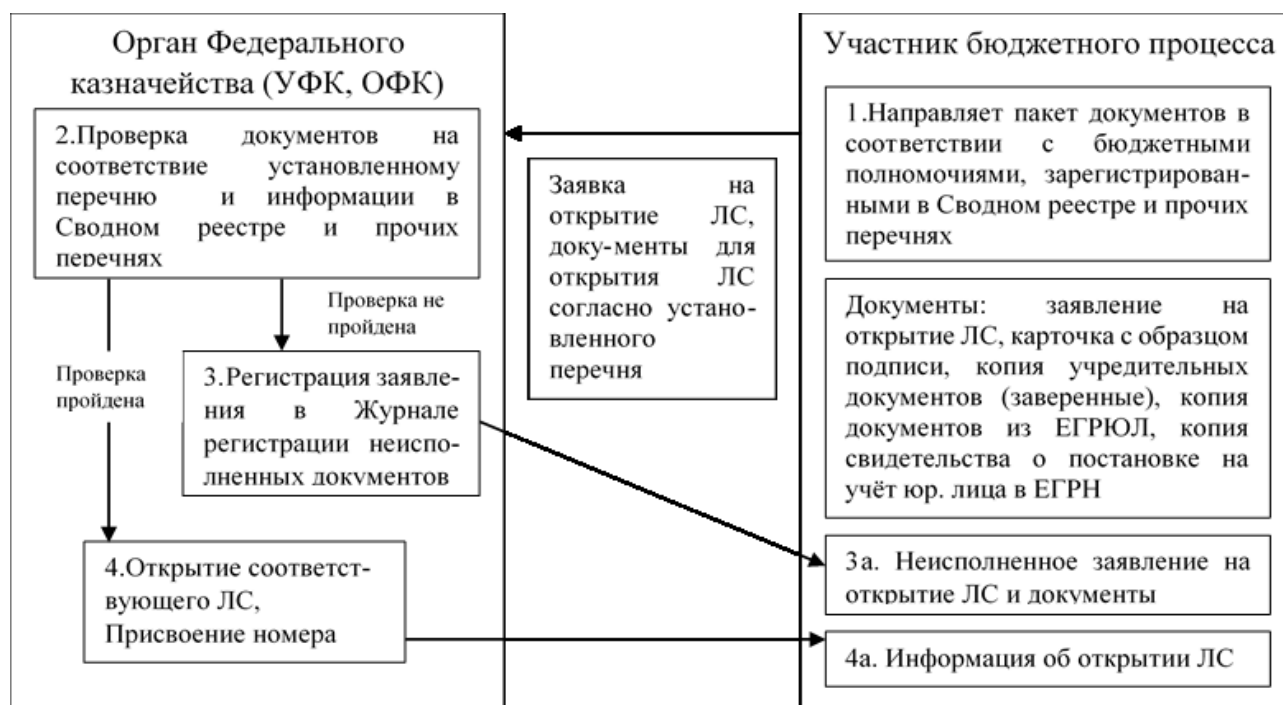 Орган Федерального
казначейства (УФК, ОФК)
2.Проверка документов на
соответствие установленному
перечню и информации в
Сводном реестре и прочих
перечнях
Проверка не
пройдена
Проверка
пройдена
3.Регистрация заявле-
ния в Журнале
регистрации неиспо-
лненных документов
4.Открытие соответст-
вующего ЛС,
Присвоение номера
Заявка на
открытие ЛС,
доку-менты для
открытия ЛС
согласно устано-
вленного
перечня
Участник бюджетного процесса
1.Направляет пакет документов в
соответствии с бюджетными
полномочиями, зарегистрирован-
ными в Сводном реестре и прочих
перечнях
Документы: заявление на
открытие ЛС, карточка с образцом
подписи, копия учредительных
документов (заверенные), копия
документов из ЕГРЮЛ, копия
свидетельства о постановке на
учёт юр. лица в ЕГРН
3а. Неисполненное заявление на
открытие ЛС и документы
4а. Информация об открытии ЛС